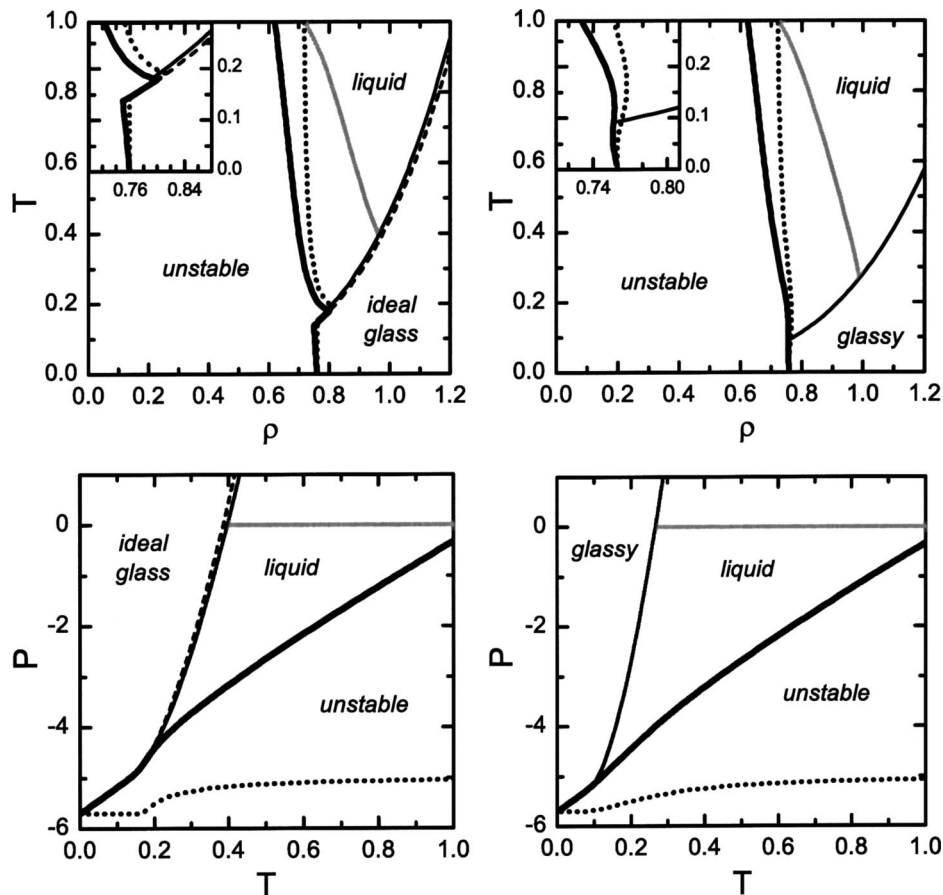 1.0
0.8
0.6
0.4
0.2
0.0
T
0.2
0.1
0.0
0.76 0.84
liquid
unstable
ideal
glass
0.0 0.2 0.4 0.6 0.8 1.0 1.2
ρ
1.0
0.8
0.6
0.4
0.2
0.0
T
0.2
0.1
0.0
0.74 0.80
liquid
unstable
glassy
0.0 0.2 0.4 0.6 0.8 1.0 1.2
ρ
0
-2
-4
-6
P
ideal
glass
liquid
unstable
0.0 0.2 0.4 0.6 0.8 1.0
T
0
-2
-4
-6
P
glassy
liquid
unstable
0.0 0.2 0.4 0.6 0.8 1.0
T